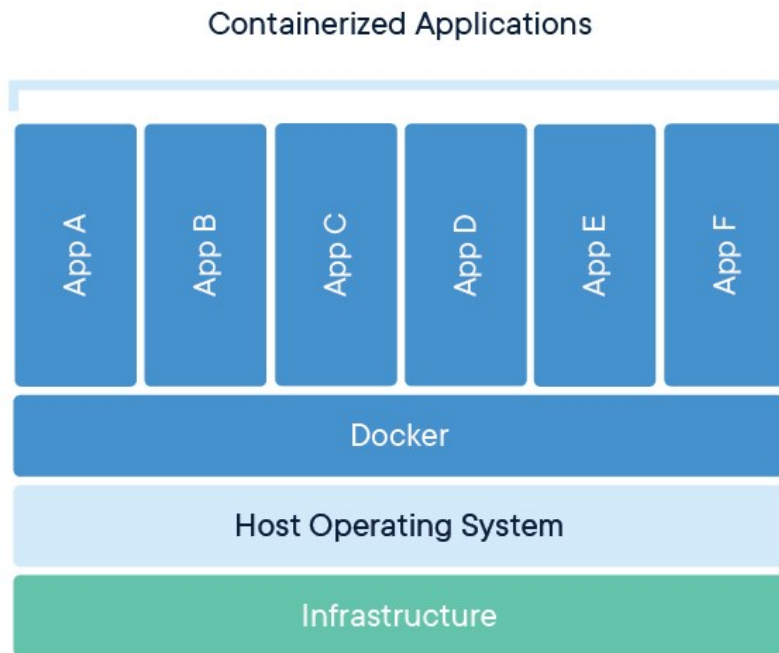 Containerized Applications
App A
App B
App C
App D
App E
App F
Docker
Host Operating System
Infrastructure